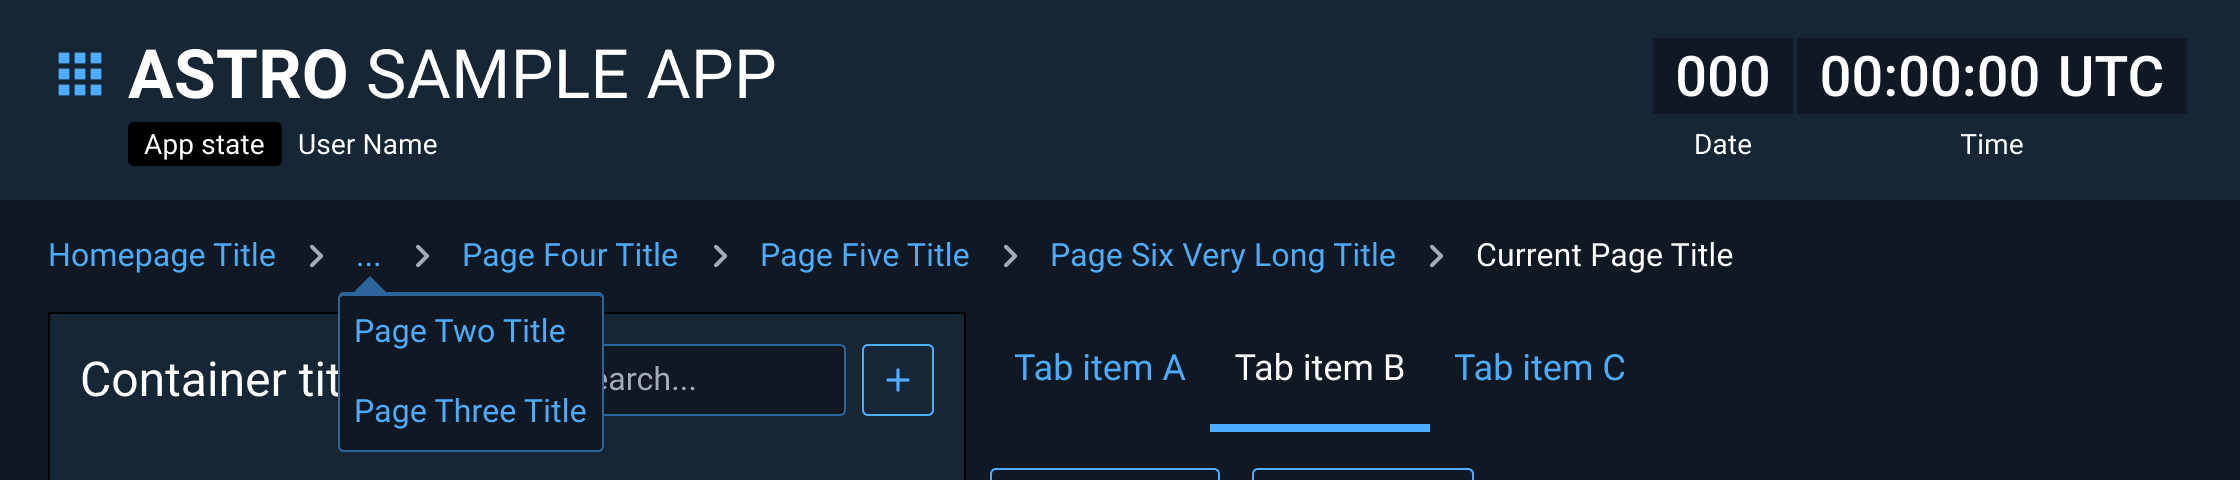 ASTRO SAMPLE APP
App state User Name
000 00:00:00 UTC
Date Time
Homepage Title > ... > Page Four Title > Page Five Title > Page Six Very Long Title > Current Page Title
Page Two Title
Page Three Title
Container tit
earch...
+
Tab item A Tab item B Tab item C